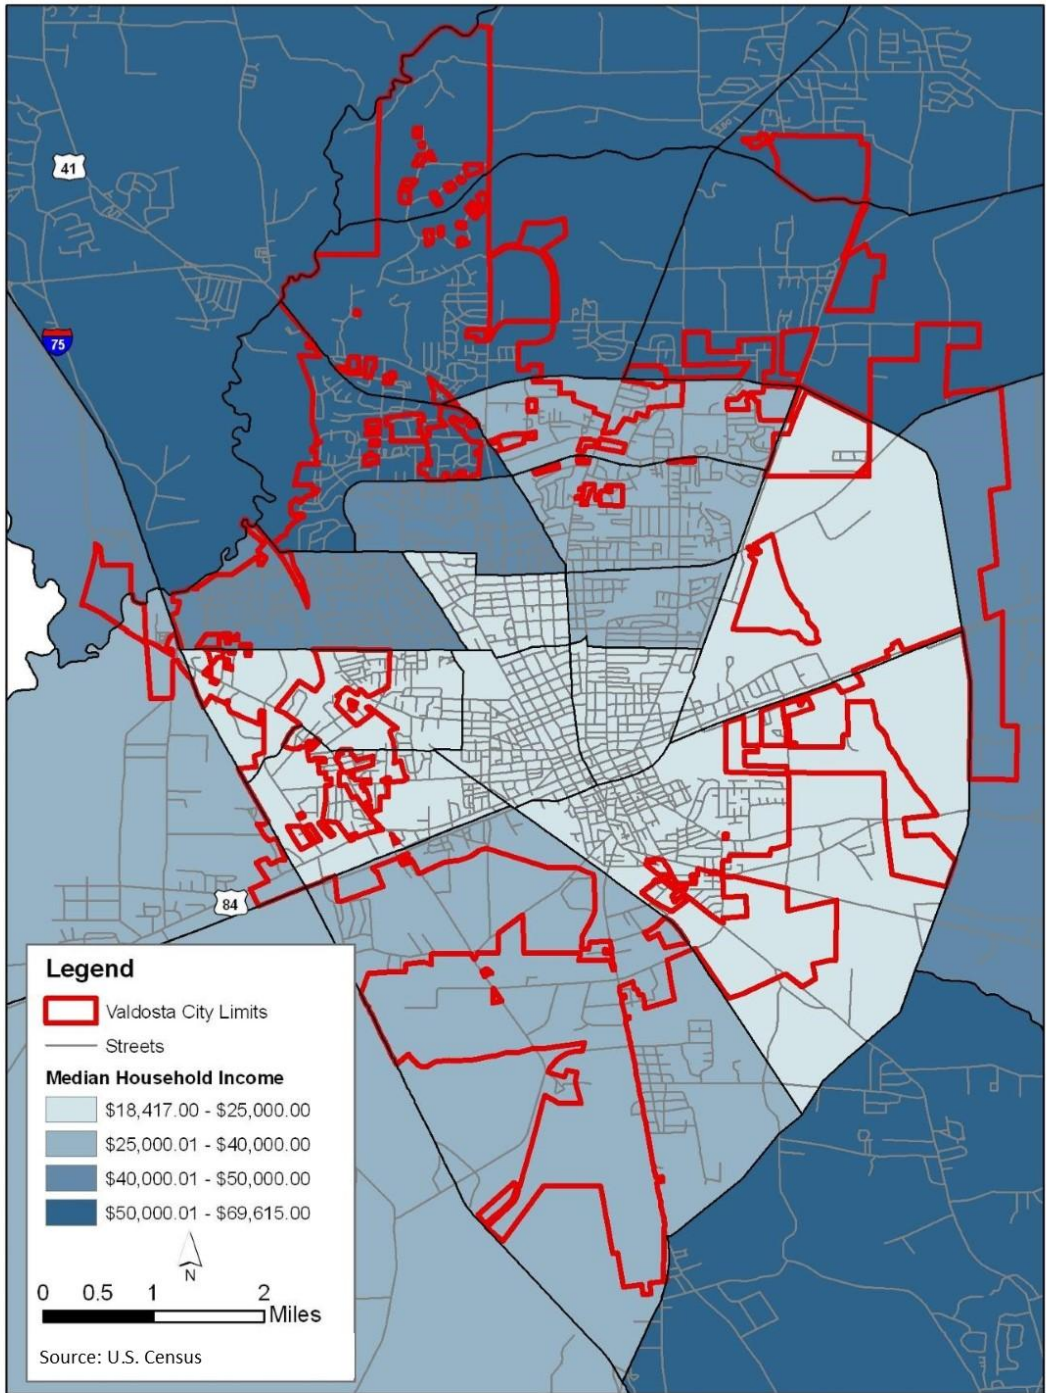 41
75
84
Legend
Valdosta City Limits
Streets
Median Household Income
$18,417.00 - $25,000.00
$25,000.01 - $40,000.00
$40,000.01 - $50,000.00
$50,000.01 - $69,615.00
N
0 0.5 1 2
Miles
Source: U.S. Census